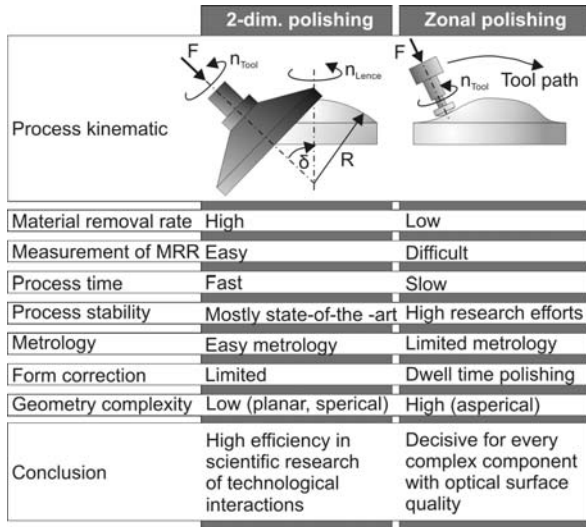 2-dim. polishing Zonal polishing
F
n Tool
n Lence
δ
R
F
n Tool
Tool path
Process kinematic
Material removal rate High Low
Measurement of MRR Easy Difficult
Process time Fast Slow
Process stability Mostly state-of-the -art High research efforts
Metrology Easy metrology Limited metrology
Form correction Limited Dwell time polishing
Geometry complexity Low (planar, sperical) High (asperical)
Conclusion
High efficiency in
scientific research
of technological
interactions
Decisive for every
complex component
with optical surface
quality